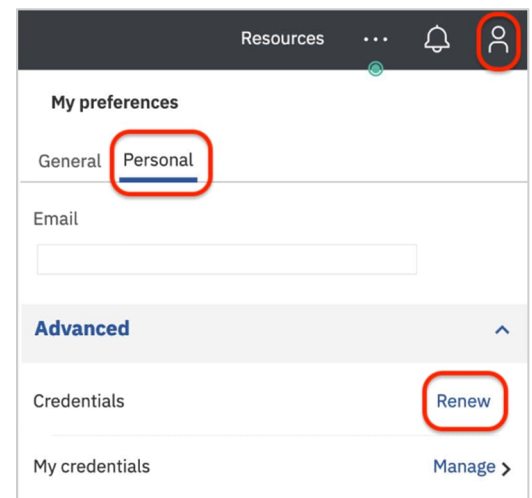 Resources ...
My preferences
General Personal
Email
Advanced
Credentials Renew
My credentials Manage